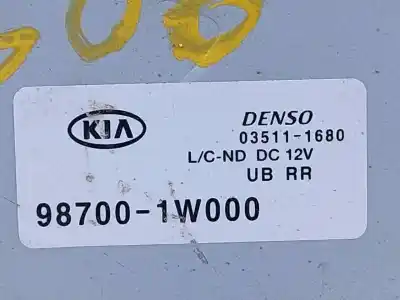 KIA
DENSO
03511-1680
L/C-ND DC 12V
UB RR
98700-1W000